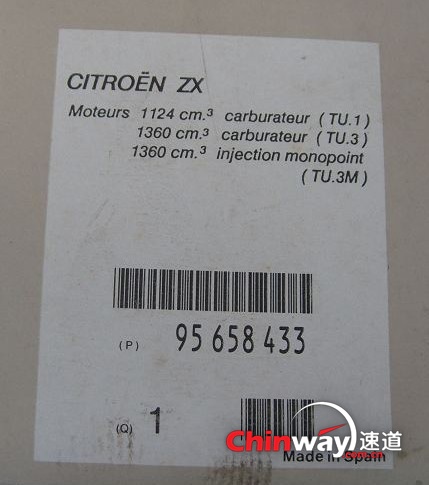 CITROËN ZX
Moteurs 1124 cm.³ carburateur (TU.1)
1360 cm.³ carburateur (TU.3)
1360 cm.³ injection monopoint
(TU.3M)
(P) 95 658 433
(Q) 1
Chinway 速道
Made in Spain